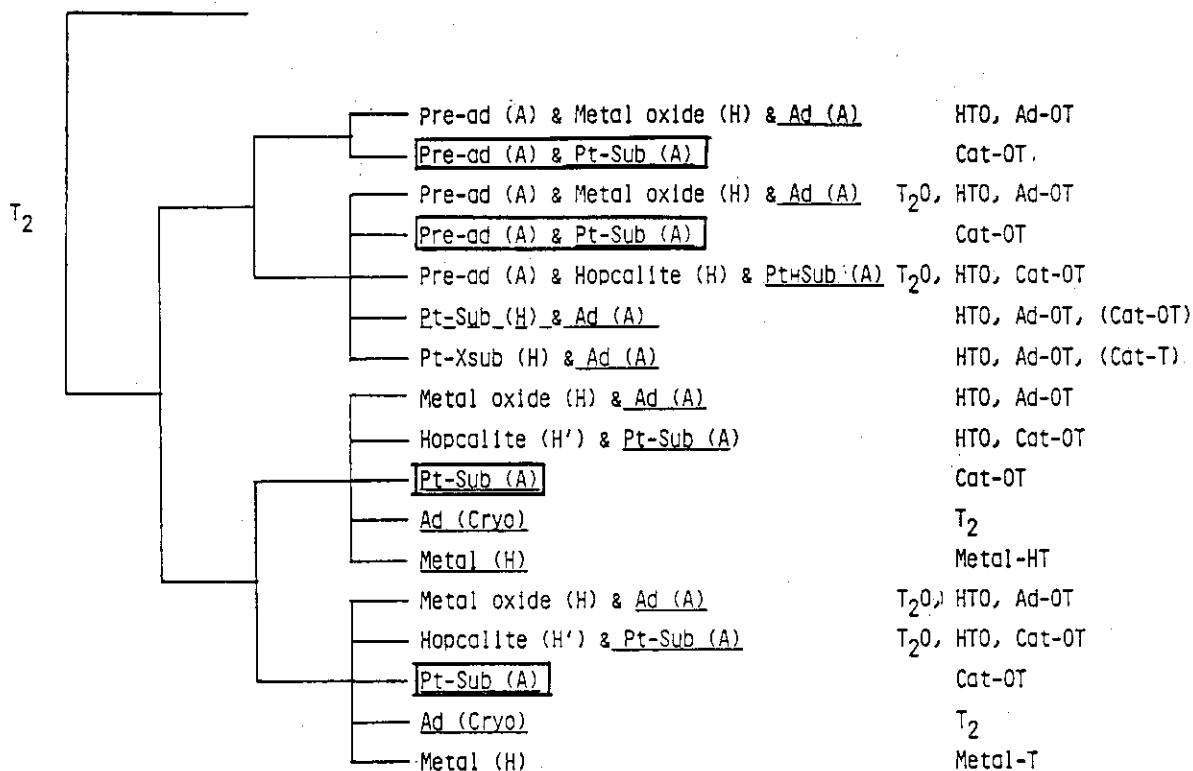 Pre-ad (A) & Metal oxide (H) & Ad (A) HTO, Ad-OT
Pre-ad (A) & Pt-Sub (A) Cat-OT
Pre-ad (A) & Metal oxide (H) & Ad (A) T₂O, HTO, Ad-OT
T₂
Pre-ad (A) & Pt-Sub (A) Cat-OT
Pre-ad (A) & Hopcalite (H) & Pt-Sub (A) T₂O, HTO, Cat-OT
Pt-Sub (H) & Ad (A) HTO, Ad-OT, (Cat-OT)
Pt-Xsub (H) & Ad (A) HTO, Ad-OT, (Cat-T)
Metal oxide (H) & Ad (A) HTO, Ad-OT
Hopcalite (H') & Pt-Sub (A) HTO, Cat-OT
Pt-Sub (A) Cat-OT
Ad (Cryo) T₂
Metal (H) Metal-HT
Metal oxide (H) & Ad (A) T₂O, HTO, Ad-OT
Hopcalite (H') & Pt-Sub (A) T₂O, HTO, Cat-OT
Pt-Sub (A) Cat-OT
Ad (Cryo) T₂
Metal (H) Metal-T